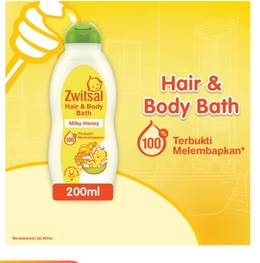 Zwitsal
Hair & Body
Bath
Milky Honey
100%
Terbukti
Melembapkan*
200ml
Hair &
Body Bath
100%
Terbukti
Melembapkan*
*Berdasarkan Uji Klinis